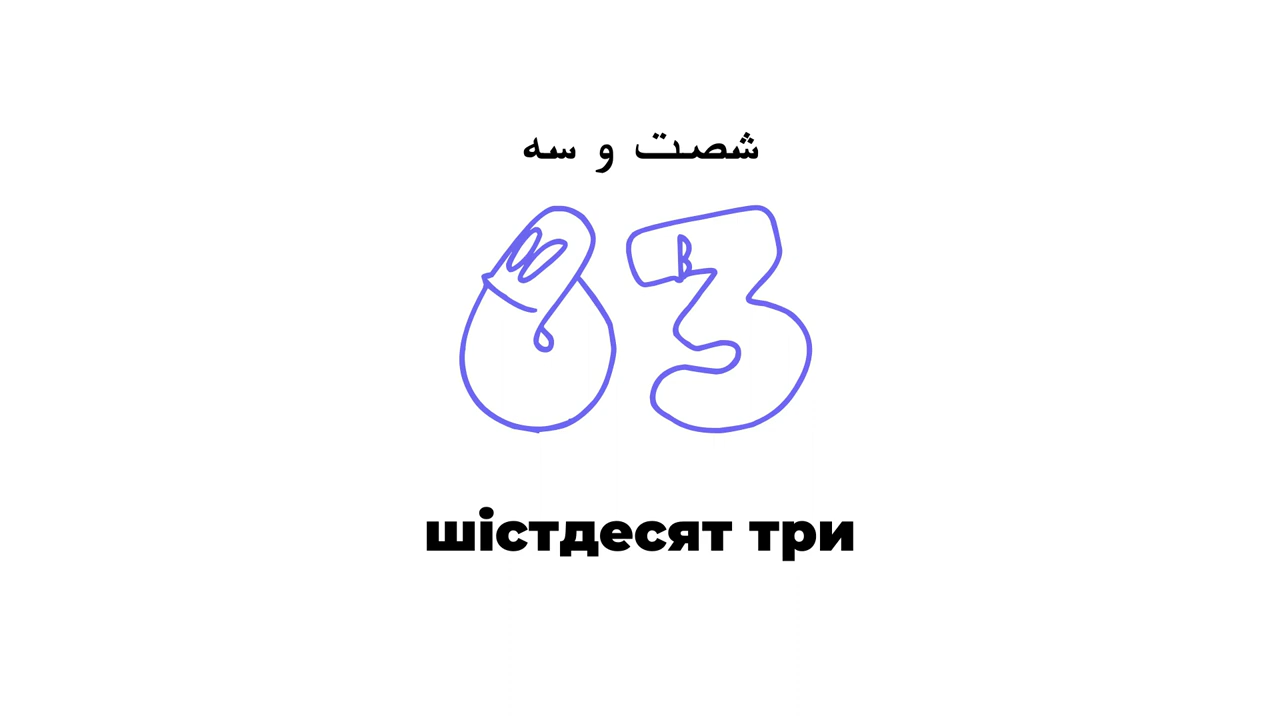 شصت و سه
63
шістдесят три